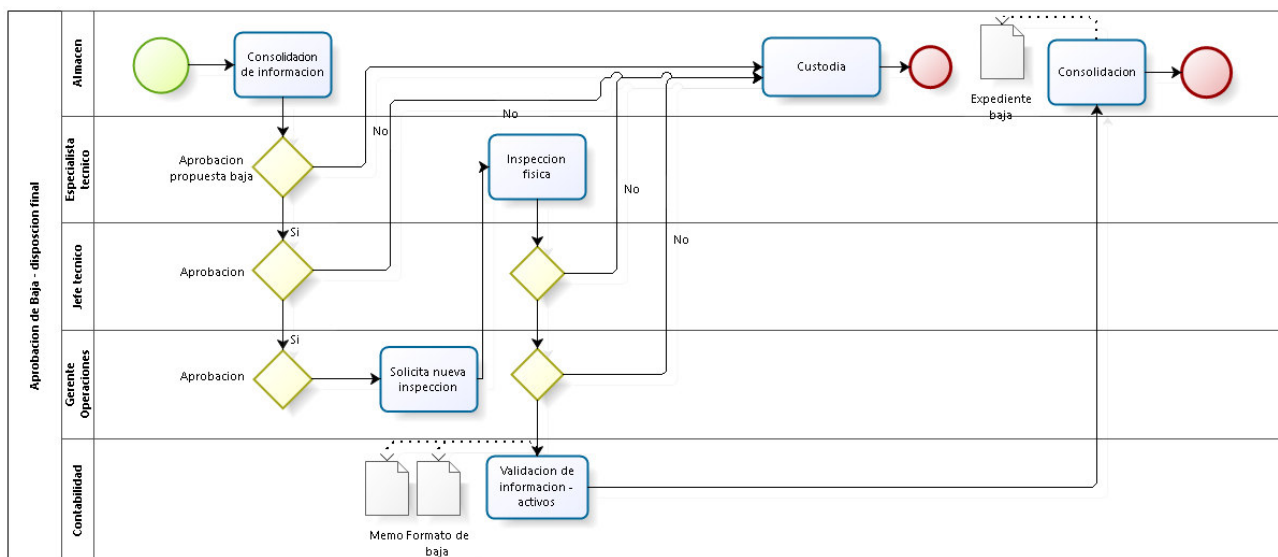 Aprobacion de Baja - disposcion final
Almacen
Consolidacion
de informacion
Custodia
Expediente
baja
Consolidacion
No
No
Especialista
tecnico
Aprobacion
propuesta baja
Inspeccion
fisica
No
Si
Jefe tecnico
Aprobacion
No
Si
Gerente
Operaciones
Aprobacion
Solicita nueva
inspeccion
Contabilidad
Memo
Formato de
baja
Validacion de
informacion -
activos